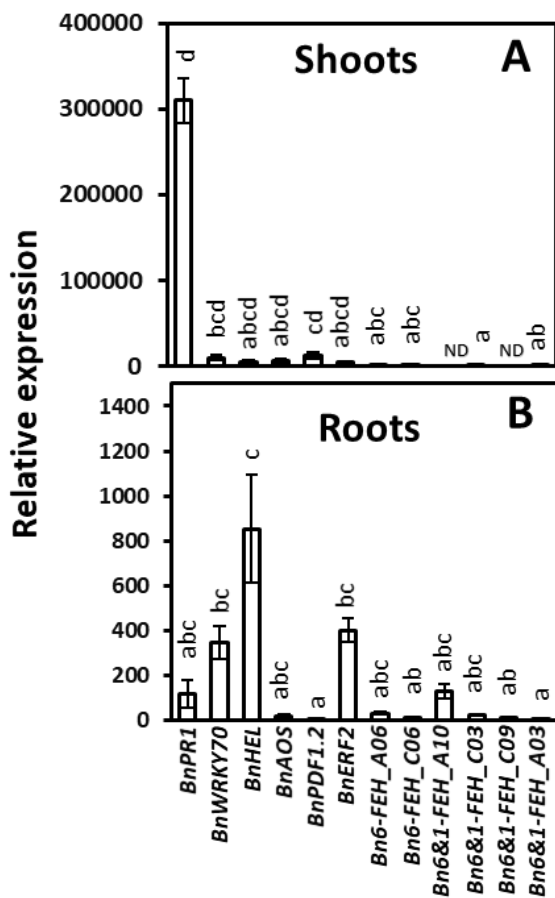 Relative expression
Shoots
A
400000
300000
200000
100000
0
d
bcd
abcd
abcd
cd
abcd
abc
abc
ND
a
ND
ab
Roots
B
1400
1200
1000
800
600
400
200
0
abc
bc
c
abc
a
bc
abc
ab
abc
abc
ab
a
BnPR1
BnWRKY70
BnHEL
BnAOS
BnPDF1.2
BnERF2
Bn6-FEH_A06
Bn6-FEH_C06
Bn6&1-FEH_A10
Bn6&1-FEH_C03
Bn6&1-FEH_C09
Bn6&1-FEH_A03